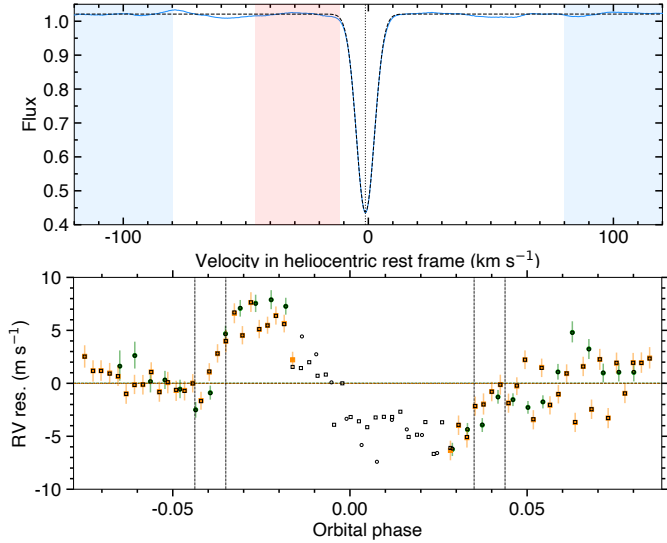 1.0
0.9
0.8
0.7
0.6
0.5
0.4
Flux
-100 0 100
Velocity in heliocentric rest frame (km s⁻¹)
10
5
0
-5
-10
RV res. (m s⁻¹)
-0.05 0.00 0.05
Orbital phase